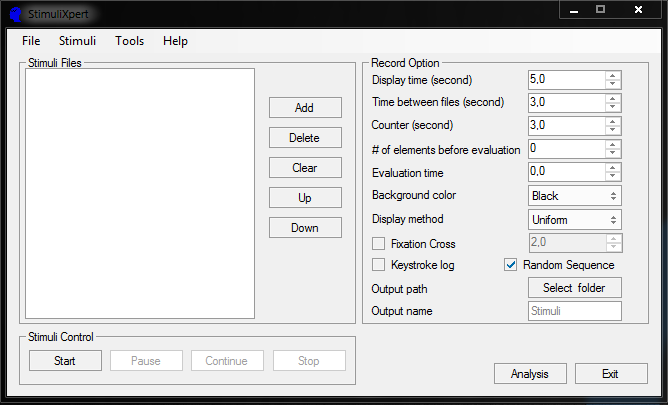 StimuliXpert
File Stimuli Tools Help
Stimuli Files
Add
Delete
Clear
Up
Down
Record Option
Display time (second) 5,0
Time between files (second) 3,0
Counter (second) 3,0
# of elements before evaluation 0
Evaluation time 0,0
Background color Black
Display method Uniform
Fixation Cross 2,0
Keystroke log Random Sequence
Output path Select folder
Output name Stimuli
Stimuli Control
Start Pause Continue Stop
Analysis Exit